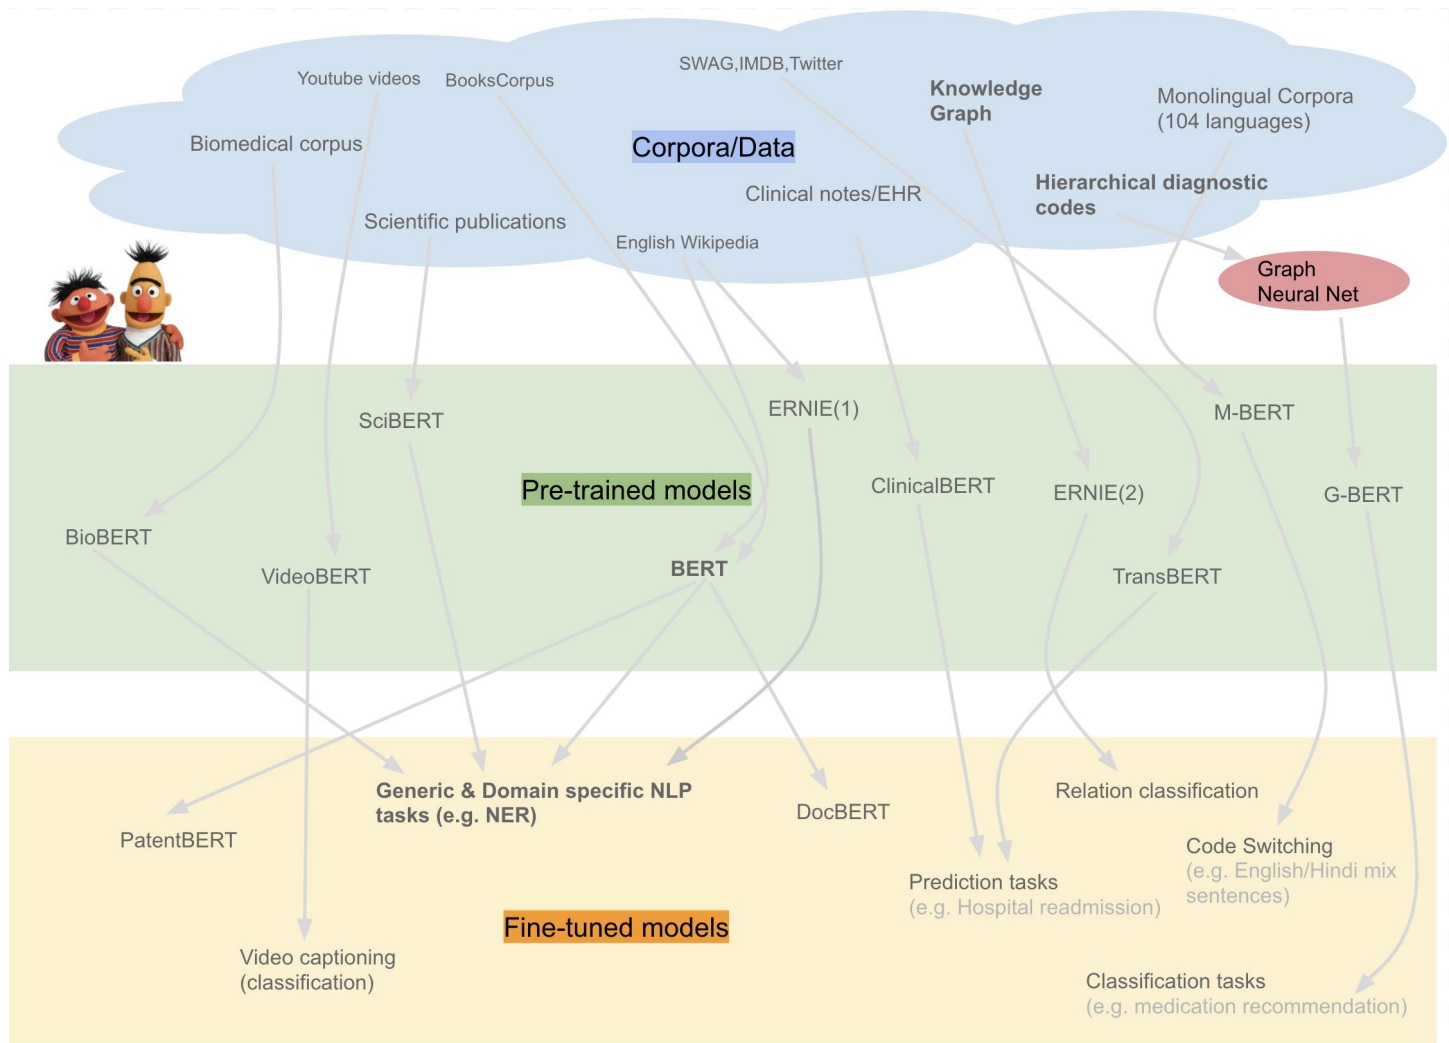 Youtube videos
BooksCorpus
SWAG,IMDB,Twitter
Knowledge
Graph
Monolingual Corpora
(104 languages)
Biomedical corpus
Corpora/Data
Hierarchical diagnostic
codes
Clinical notes/EHR
Scientific publications
English Wikipedia
Graph
Neural Net
SciBERT
ERNIE(1)
M-BERT
Pre-trained models
ClinicalBERT
ERNIE(2)
G-BERT
BioBERT
VideoBERT
BERT
TransBERT
Generic & Domain specific NLP
tasks (e.g. NER)
Relation classification
PatentBERT
DocBERT
Code Switching
(e.g. English/Hindi mix
sentences)
Prediction tasks
(e.g. Hospital readmission)
Fine-tuned models
Video captioning
(classification)
Classification tasks
(e.g. medication recommendation)